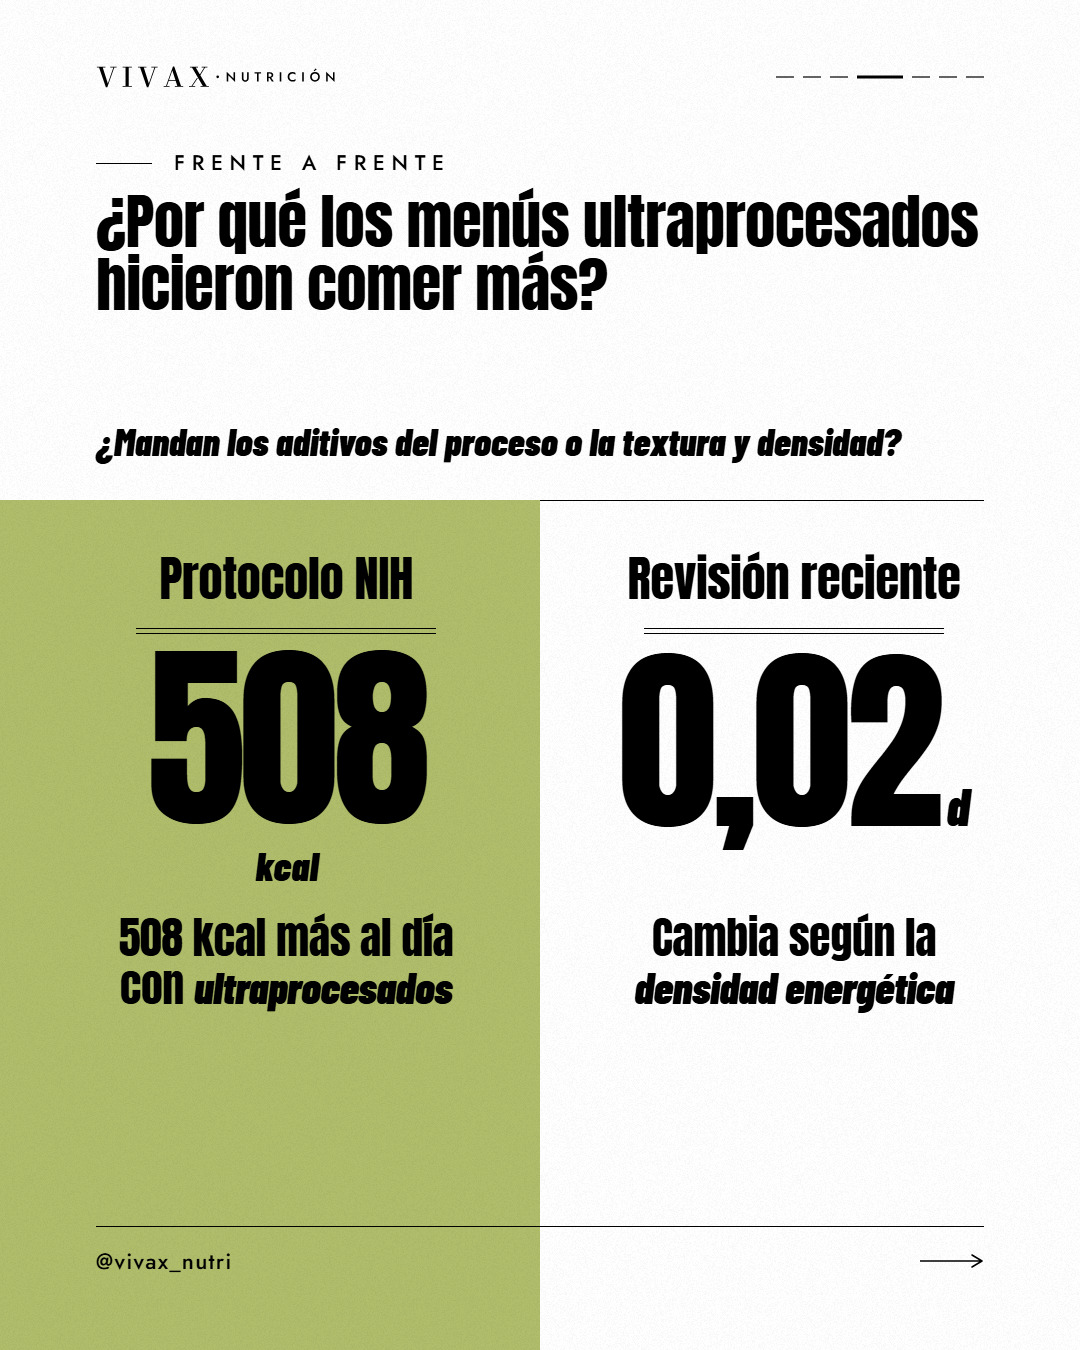 VIVAX · NUTRICIÓN
FRENTE A FRENTE
¿Por qué los menús ultraprocesados
hicieron comer más?
¿Mandan los aditivos del proceso o la textura y densidad?
Protocolo NIH
508
kcal
508 kcal más al día
con ultraprocesados
Revisión reciente
0,02 d
Cambia según la
densidad energética
@vivax_nutri